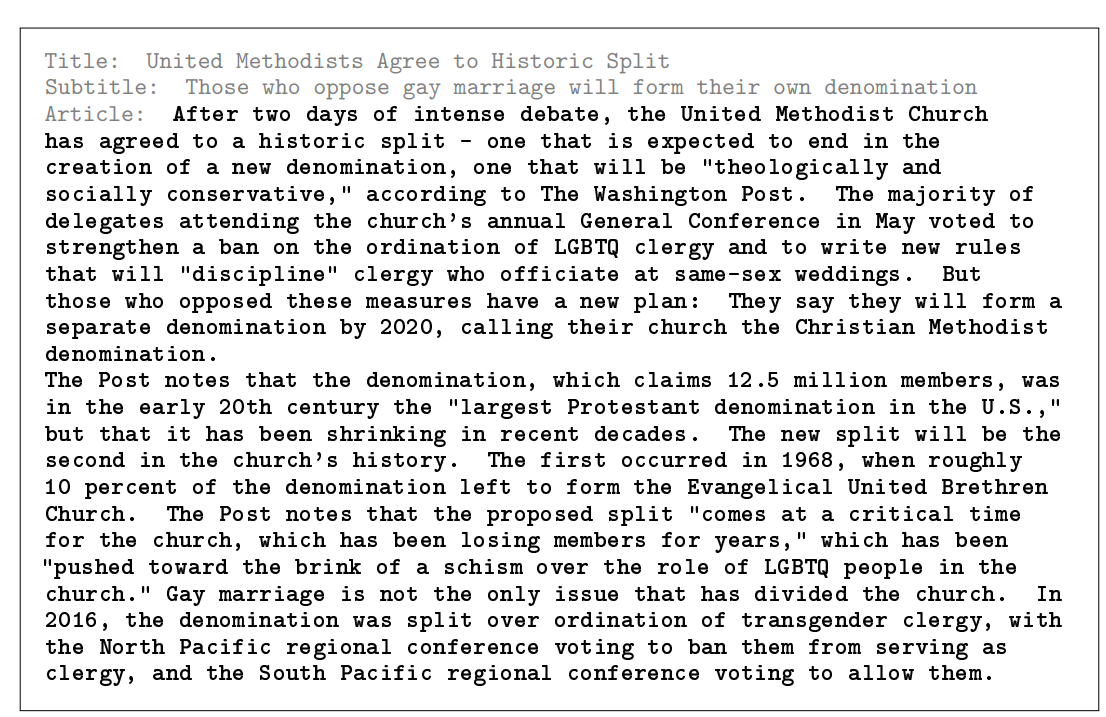 Title: United Methodists Agree to Historic Split
Subtitle: Those who oppose gay marriage will form their own denomination
Article: After two days of intense debate, the United Methodist Church
has agreed to a historic split - one that is expected to end in the
creation of a new denomination, one that will be "theologically and
socially conservative," according to The Washington Post. The majority of
delegates attending the church's annual General Conference in May voted to
strengthen a ban on the ordination of LGBTQ clergy and to write new rules
that will "discipline" clergy who officiate at same-sex weddings. But
those who opposed these measures have a new plan: They say they will form a
separate denomination by 2020, calling their church the Christian Methodist
denomination.
The Post notes that the denomination, which claims 12.5 million members, was
in the early 20th century the "largest Protestant denomination in the U.S.,"
but that it has been shrinking in recent decades. The new split will be the
second in the church's history. The first occurred in 1968, when roughly
10 percent of the denomination left to form the Evangelical United Brethren
Church. The Post notes that the proposed split "comes at a critical time
for the church, which has been losing members for years," which has been
"pushed toward the brink of a schism over the role of LGBTQ people in the
church." Gay marriage is not the only issue that has divided the church. In
2016, the denomination was split over ordination of transgender clergy, with
the North Pacific regional conference voting to ban them from serving as
clergy, and the South Pacific regional conference voting to allow them.